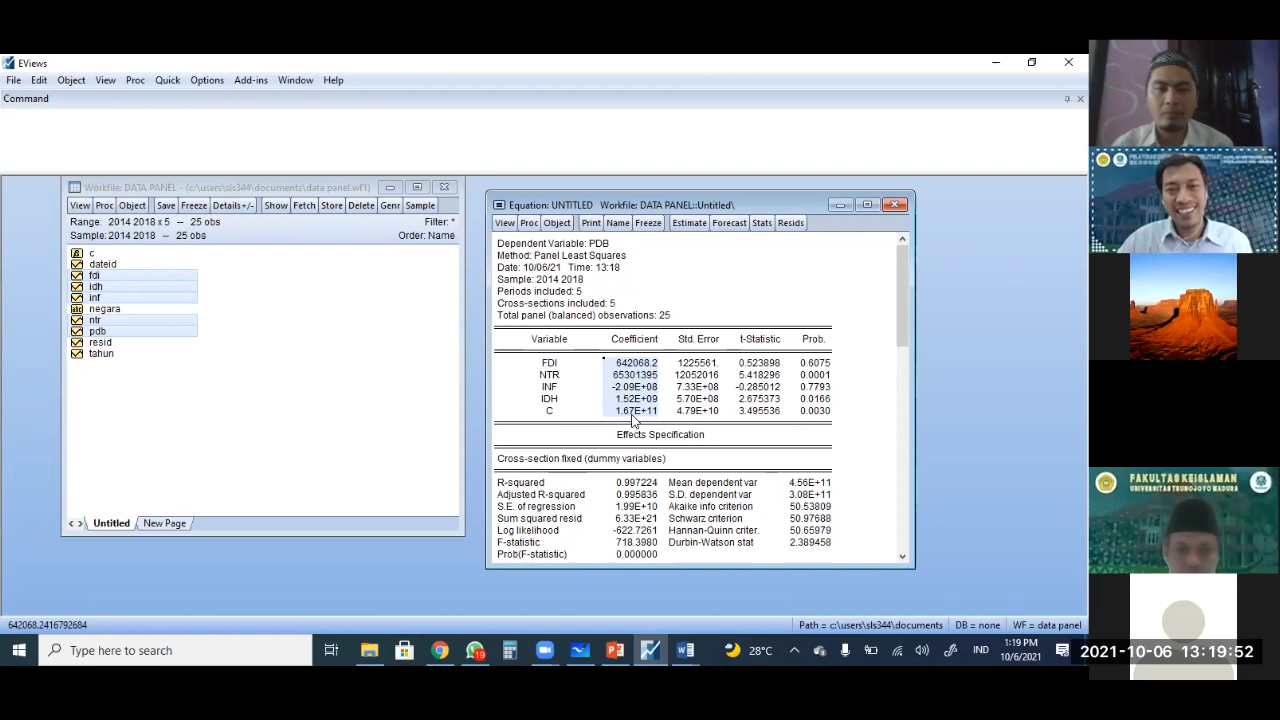 EViews
File Edit Object View Proc Quick Options Add-ins Window Help
Command
Workfile: DATA PANEL - (c:\users\sls344\documents\data panel.wf1)
View Proc Object Save Freeze Details+/- Show Fetch Store Delete Genr Sample
Range: 2014 2018 x 5 -- 25 obs Filter: *
Sample: 2014 2018 -- 25 obs Order: Name
c
dateid
fdi
idh
inf
negara
ntr
pdb
resid
tahun
Untitled New Page
Equation: UNTITLED Workfile: DATA PANEL::Untitled\
View Proc Object Print Name Freeze Estimate Forecast Stats Resids
Dependent Variable: PDB
Method: Panel Least Squares
Date: 10/06/21 Time: 13:18
Sample: 2014 2018
Periods included: 5
Cross-sections included: 5
Total panel (balanced) observations: 25
Variable Coefficient Std. Error t-Statistic Prob.
FDI 642068.2 1225561. 0.523898 0.6075
NTR 65301395 12052016 5.418296 0.0001
INF -2.09E+08 7.33E+08 -0.285012 0.7793
IDH 1.52E+09 5.70E+08 2.675373 0.0166
C 1.67E+11 4.79E+10 3.495536 0.0030
Effects Specification
Cross-section fixed (dummy variables)
R-squared 0.997224 Mean dependent var 4.56E+11
Adjusted R-squared 0.995836 S.D. dependent var 3.08E+11
S.E. of regression 1.99E+10 Akaike info criterion 50.53809
Sum squared resid 6.33E+21 Schwarz criterion 50.97688
Log likelihood -622.7261 Hannan-Quinn criter. 50.65979
F-statistic 718.3980 Durbin-Watson stat 2.389458
Prob(F-statistic) 0.000000
642068.2416792684 Path = c:\users\sls344\documents DB = none WF = data panel
Type here to search
19
28°C
IND
1:19 PM
10/6/2021
2021-10-06 13:19:52
FAKULTAS KEISLAMAN
UNIVERSITAS TRUNOJOYO MADURA